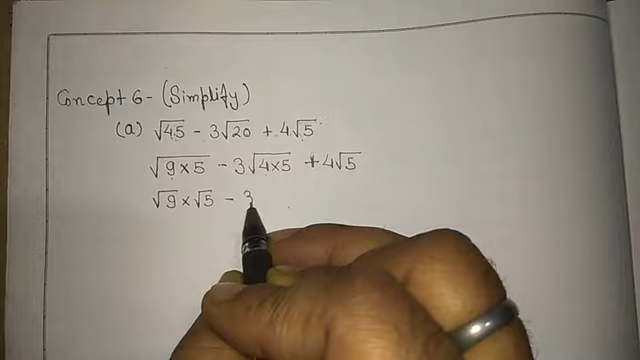 Concept 6- (Simplify)
(a) √45 - 3√20 + 4√5
√9×5 - 3√4×5 + 4√5
√9 × √5 - 3